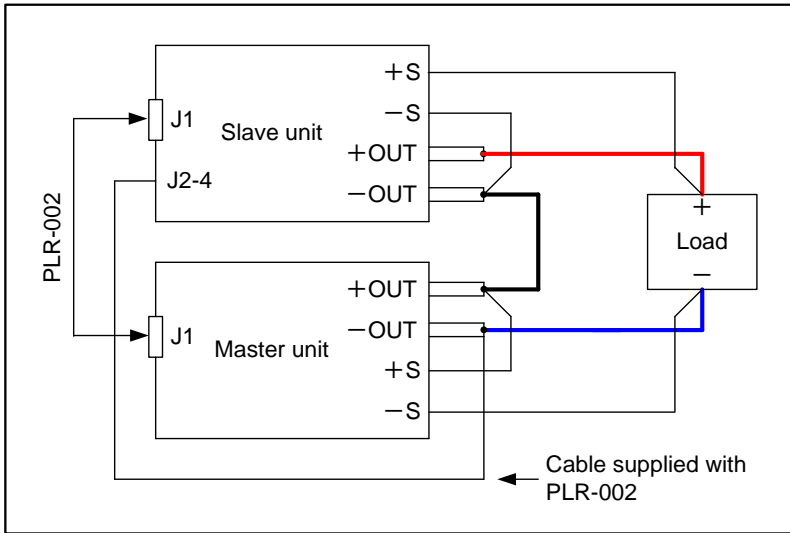 +S
−S
+OUT
−OUT
J1
Slave unit
J2-4
PLR-002
+
Load
−
+OUT
−OUT
+S
−S
J1
Master unit
Cable supplied with
PLR-002